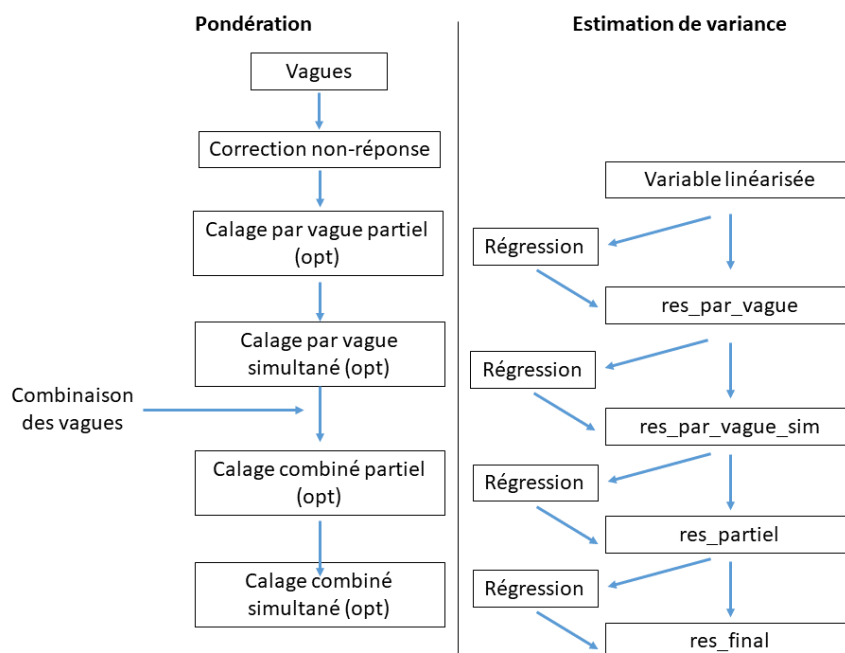 Pondération
Vagues
Correction non-réponse
Calage par vague partiel
(opt)
Calage par vague
simultané (opt)
Combinaison
des vagues
Calage combiné partiel
(opt)
Calage combiné
simultané (opt)
Estimation de variance
Variable linéarisée
Régression
res_par_vague
Régression
res_par_vague_sim
Régression
res_partiel
Régression
res_final